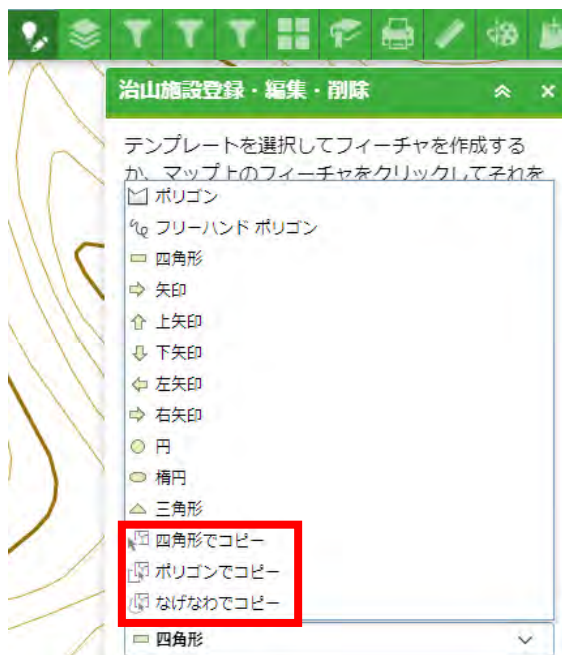 治山施設登録・編集・削除
テンプレートを選択してフィーチャを作成する
か、マップ上のフィーチャをクリックしてそれを
ポリゴン
フリーハンド ポリゴン
四角形
矢印
上矢印
下矢印
左矢印
右矢印
円
楕円
三角形
四角形でコピー
ポリゴンでコピー
なげなわでコピー
四角形